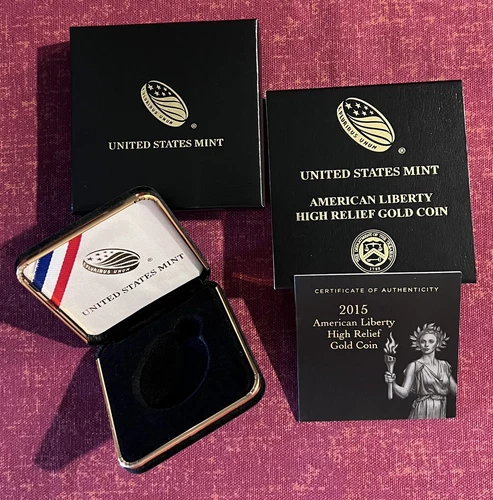 PLURIBUS UNUM
UNITED STATES MINT
PLURIBUS UNUM
UNITED STATES MINT
AMERICAN LIBERTY
HIGH RELIEF GOLD COIN
1789
PLURIBUS UNUM
UNITED STATES MINT
CERTIFICATE OF AUTHENTICITY
2015
American Liberty
High Relief
Gold Coin